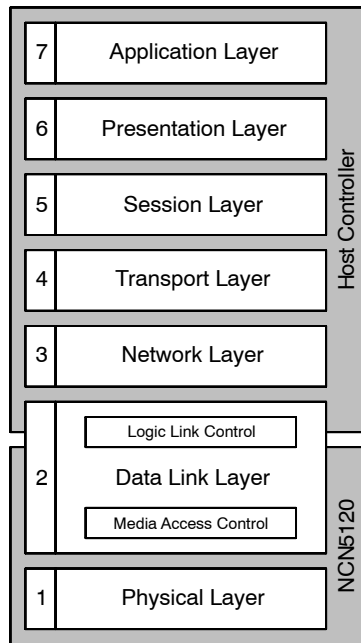 7 Application Layer
6 Presentation Layer
5 Session Layer
4 Transport Layer
3 Network Layer
Host Controller
Logic Link Control
2 Data Link Layer
Media Access Control
1 Physical Layer
NCN5120